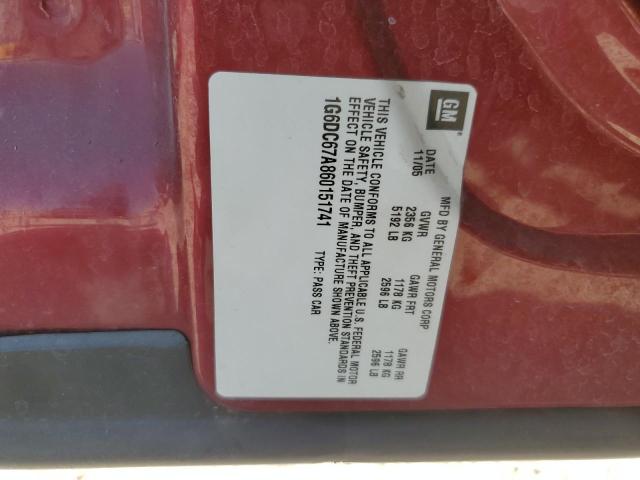 GM
MFD BY GENERAL MOTORS CORP
DATE GVWR GAWR FRT GAWR RR
11/05 2356 KG 1178 KG 1178 KG
5192 LB 2596 LB 2596 LB
THIS VEHICLE CONFORMS TO ALL APPLICABLE U.S. FEDERAL MOTOR
VEHICLE SAFETY, BUMPER, AND THEFT PREVENTION STANDARDS IN
EFFECT ON THE DATE OF MANUFACTURE SHOWN ABOVE.
1G6DC67A860151741 TYPE: PASS CAR